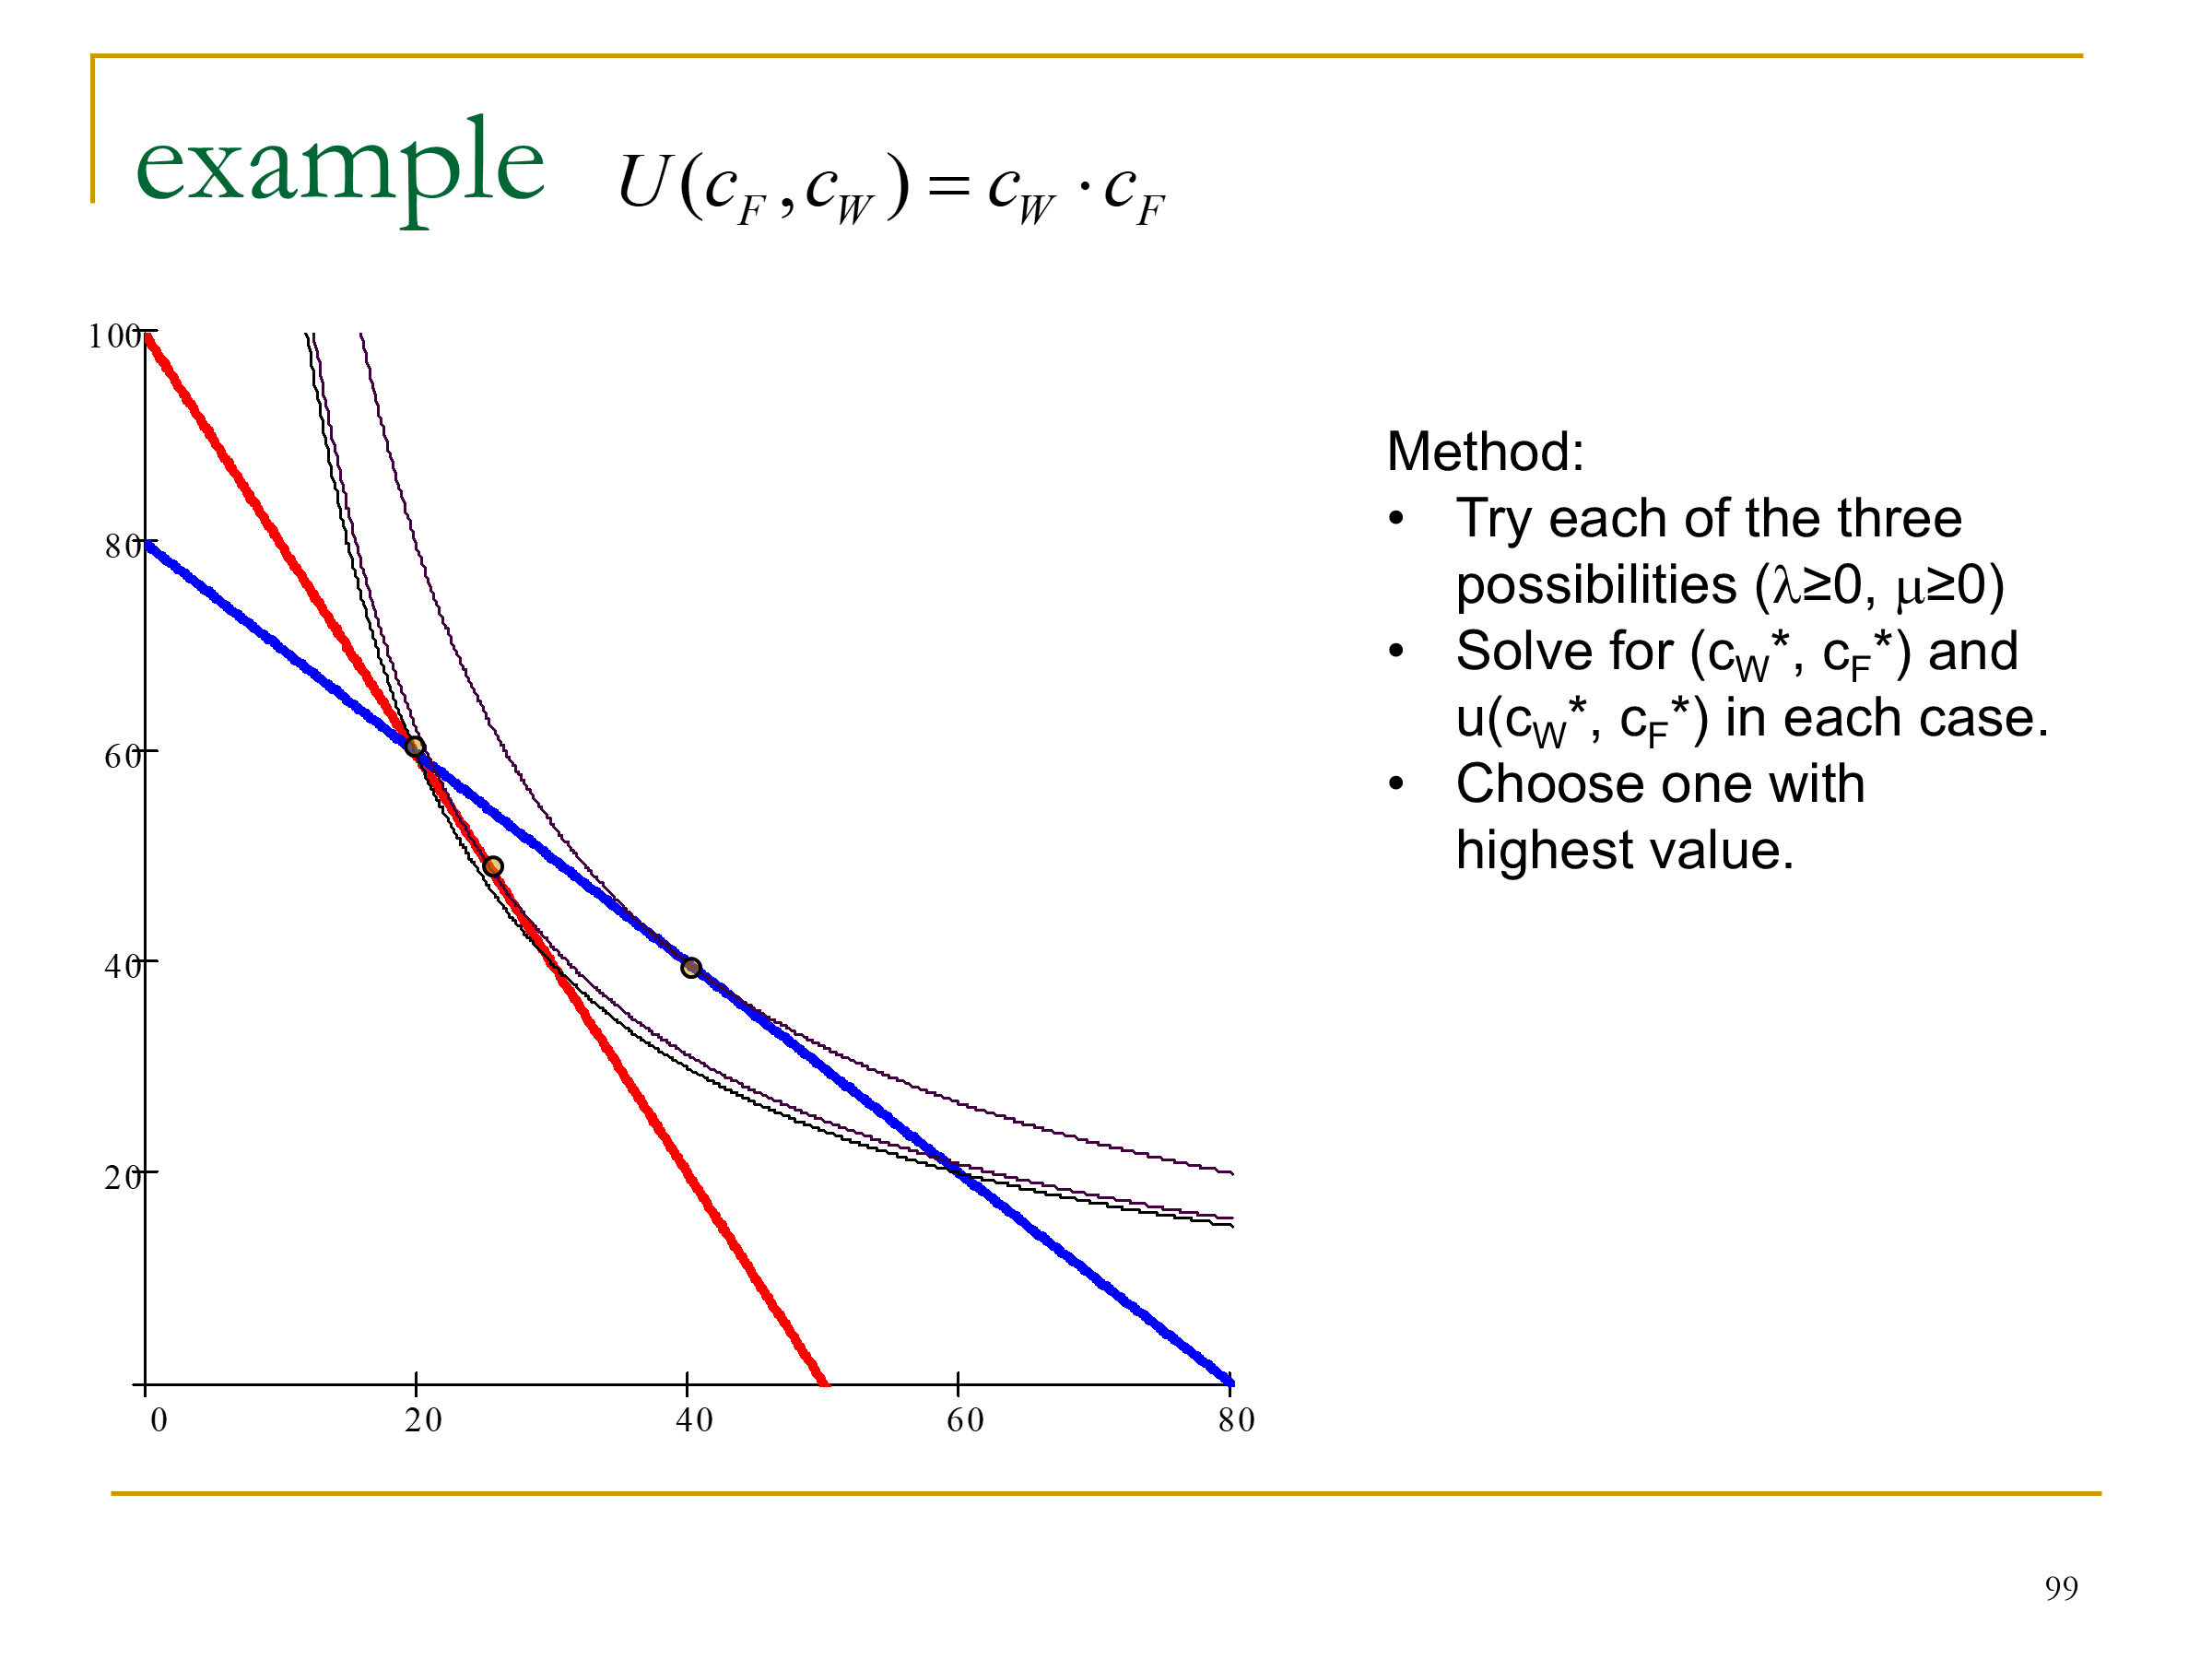 example U(c_F, c_W) = c_W · c_F
100
80
60
40
20
0 20 40 60 80
Method:
• Try each of the three
possibilities (λ≥0, μ≥0)
• Solve for (c_W*, c_F*) and
u(c_W*, c_F*) in each case.
• Choose one with
highest value.
99